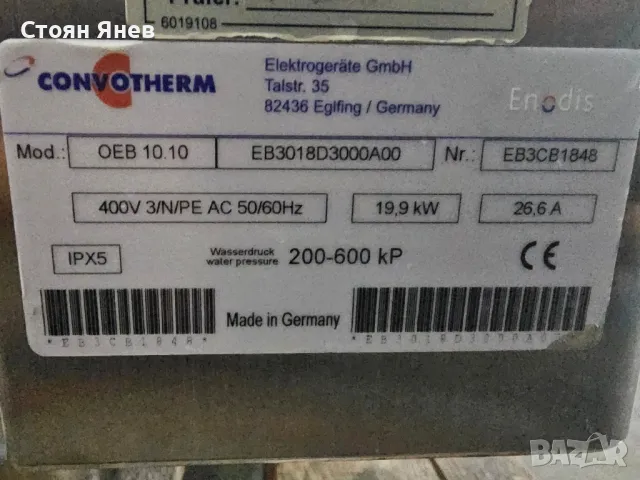 Prüfer:
6019108
Стоян Янев
CONVOTHERM
Elektrogeräte GmbH
Talstr. 35
82436 Eglfing / Germany
Enodis
Mod.: OEB 10.10 EB3018D3000A00 Nr.: EB3CB1848
400V 3/N/PE AC 50/60Hz 19,9 kW 26,6 A
IPX5 Wasserdruck
water pressure 200-600 kP CE
Made in Germany
*EB3CB1848*
BAZAR